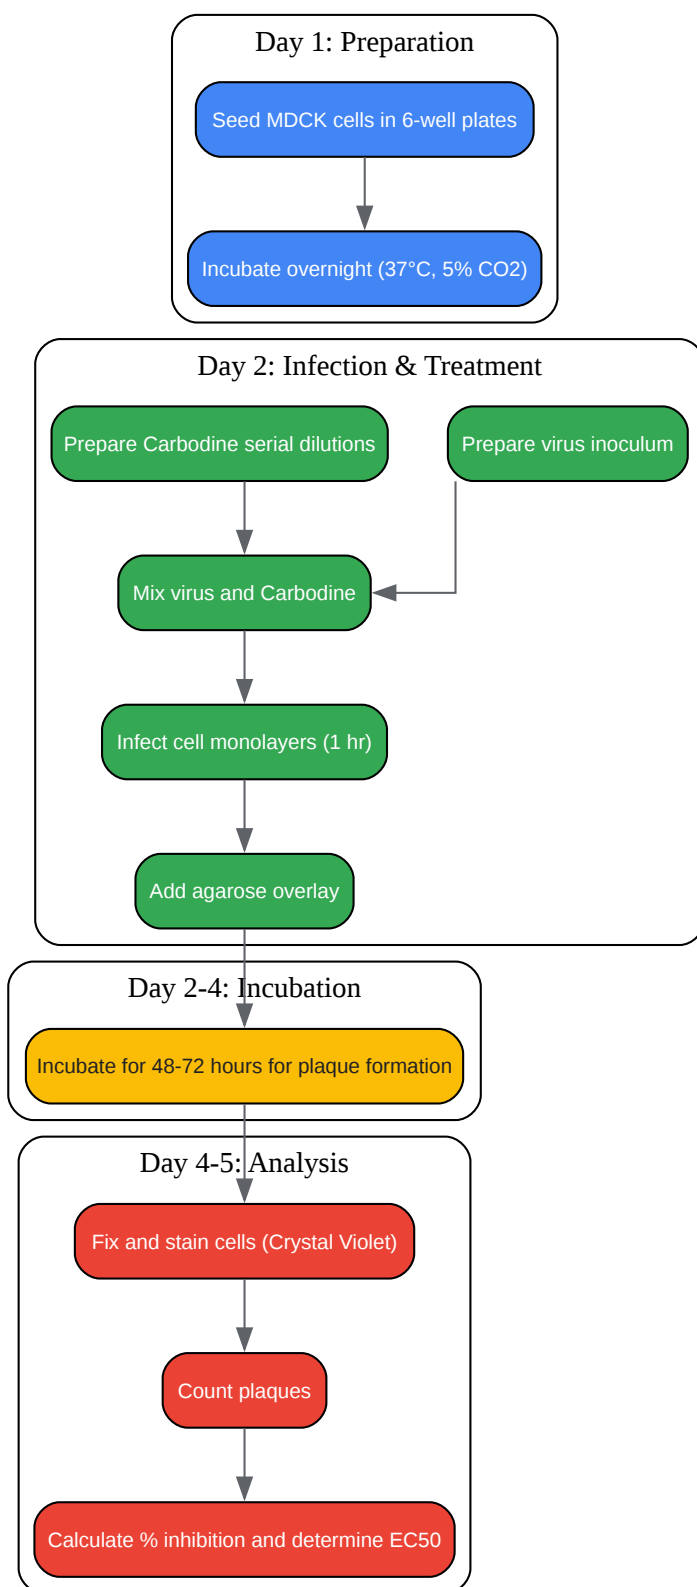 Day 1: Preparation
Seed MDCK cells in 6-well plates
Incubate overnight (37°C, 5% CO2)
Day 2: Infection & Treatment
Prepare Carbodine serial dilutions
Prepare virus inoculum
Mix virus and Carbodine
Infect cell monolayers (1 hr)
Add agarose overlay
Day 2-4: Incubation
Incubate for 48-72 hours for plaque formation
Day 4-5: Analysis
Fix and stain cells (Crystal Violet)
Count plaques
Calculate % inhibition and determine EC50